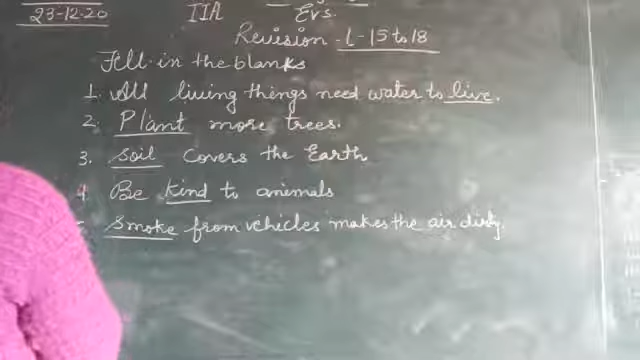 23-12-20 IIA Evs.
Revision - L - 15 to 18
Fill in the blanks
1. All living things need water to live.
2. Plant more trees.
3. Soil covers the Earth
4 Be kind to animals
Smoke from vehicles makes the air dirty.